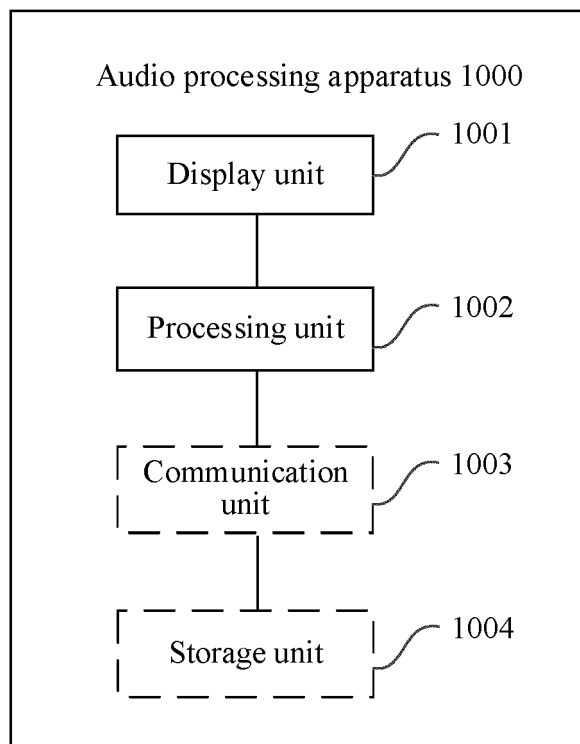 Audio processing apparatus 1000
1001
Display unit
1002
Processing unit
1003
Communication
unit
1004
Storage unit